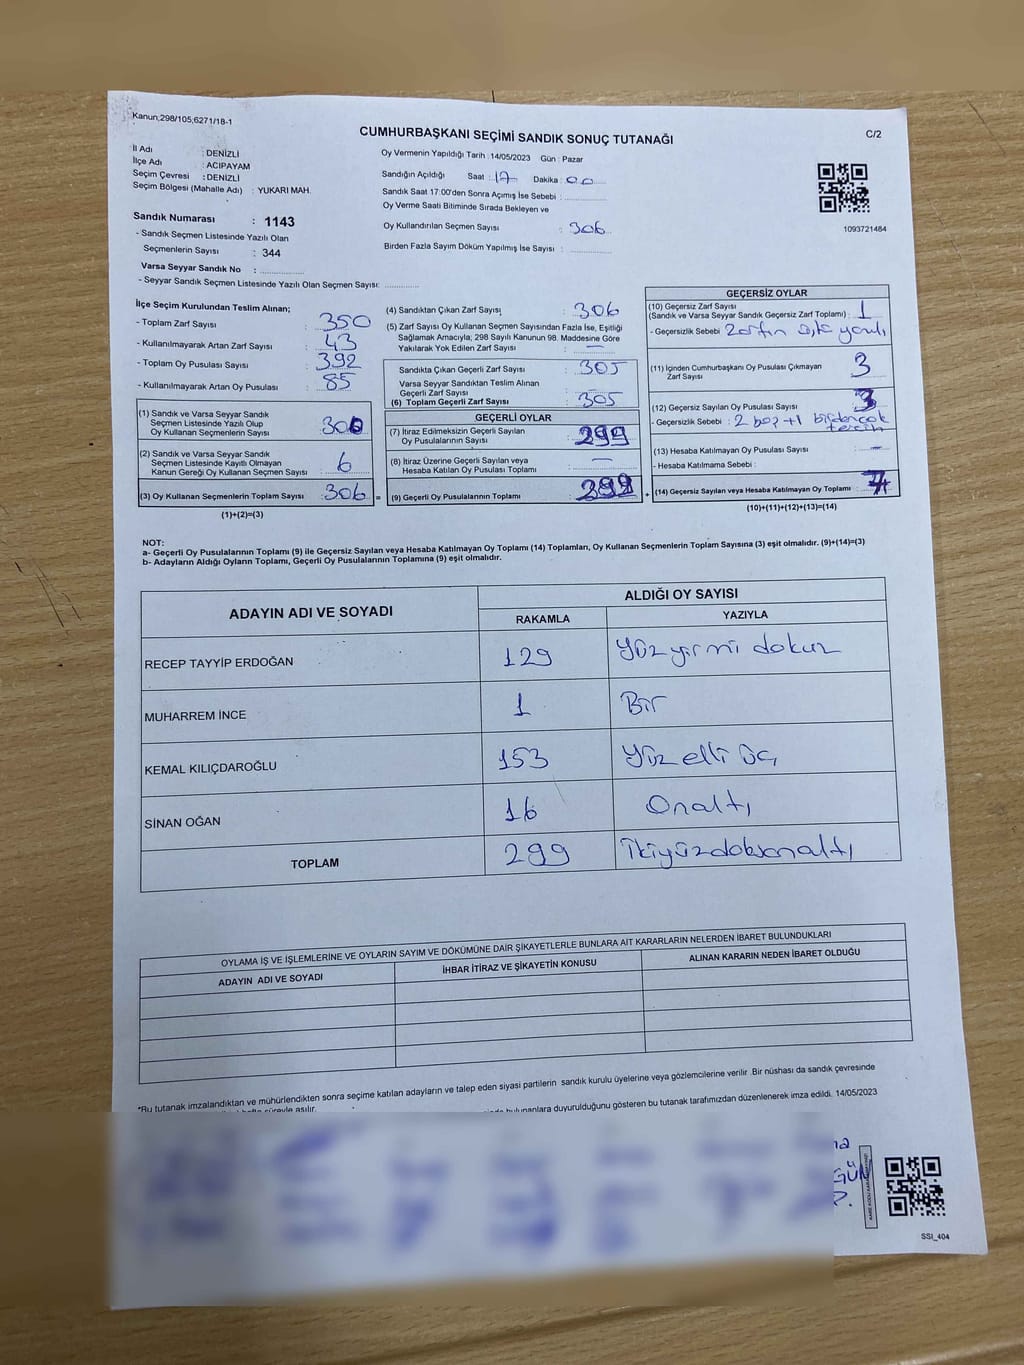 Kanun;298/105;6271/18-1
CUMHURBAŞKANI SEÇİMİ SANDIK SONUÇ TUTANAĞI
C/2
İl Adı : DENİZLİ
İlçe Adı : ACIPAYAM
Seçim Çevresi : DENİZLİ
Seçim Bölgesi (Mahalle Adı) : YUKARI MAH.
Sandık Numarası : 1143
- Sandık Seçmen Listesinde Yazılı Olan
Seçmenlerin Sayısı : 344
Varsa Seyyar Sandık No :
- Seyyar Sandık Seçmen Listesinde Yazılı Olan Seçmen Sayısı:
Oy Vermenin Yapıldığı Tarih :14/05/2023 Gün : Pazar
Sandığın Açıldığı Saat : 17 Dakika : 00
Sandık Saat 17:00'den Sonra Açımış İse Sebebi :
Oy Verme Saati Bitiminde Sırada Bekleyen ve
Oy Kullandırılan Seçmen Sayısı : 306
Birden Fazla Sayım Döküm Yapılmış İse Sayısı :
1093721484
İlçe Seçim Kurulundan Teslim Alınan;
- Toplam Zarf Sayısı : 350
- Kullanılmayarak Artan Zarf Sayısı : 43
- Toplam Oy Pusulası Sayısı : 392
- Kullanılmayarak Artan Oy Pusulası : 85
(1) Sandık ve Varsa Seyyar Sandık
Seçmen Listesinde Yazılı Olup
Oy Kullanan Seçmenlerin Sayısı : 300
(2) Sandık ve Varsa Seyyar Sandık
Seçmen Listesinde Kayıtlı Olmayan
Kanun Gereği Oy Kullanan Seçmen Sayısı : 6
(3) Oy Kullanan Seçmenlerin Toplam Sayısı : 306 =
(1)+(2)=(3)
(4) Sandıktan Çıkan Zarf Sayısı : 306
(5) Zarf Sayısı Oy Kullanan Seçmen Sayısından Fazla İse, Eşitliği
Sağlamak Amacıyla; 298 Sayılı Kanunun 98. Maddesine Göre
Yakılarak Yok Edilen Zarf Sayısı : —
Sandıkta Çıkan Geçerli Zarf Sayısı : 305
Varsa Seyyar Sandıktan Teslim Alınan
Geçerli Zarf Sayısı : —
(6) Toplam Geçerli Zarf Sayısı : 305
GEÇERLİ OYLAR
(7) İtiraz Edilmeksizin Geçerli Sayılan
Oy Pusulalarının Sayısı : 299
(8) İtiraz Üzerine Geçerli Sayılan veya
Hesaba Katılan Oy Pusulası Toplamı : —
(9) Geçerli Oy Pusulalarının Toplamı : 299 +
GEÇERSİZ OYLAR
(10) Geçersiz Zarf Sayısı
(Sandık ve Varsa Seyyar Sandık Geçersiz Zarf Toplamı) : 1
- Geçersizlik Sebebi : Zarfın
(11) İçinden Cumhurbaşkanı Oy Pusulası Çıkmayan
Zarf Sayısı : 3
(12) Geçersiz Sayılan Oy Pusulası Sayısı : 3
- Geçersizlik Sebebi : 2 boş +1 birdençok
tercih
(13) Hesaba Katılmayan Oy Pusulası Sayısı : —
- Hesaba Katılmama Sebebi :
(14) Geçersiz Sayılan veya Hesaba Katılmayan Oy Toplamı : 7
(10)+(11)+(12)+(13)=(14)
NOT:
a- Geçerli Oy Pusulalarının Toplamı (9) ile Geçersiz Sayılan veya Hesaba Katılmayan Oy Toplamı (14) Toplamları, Oy Kullanan Seçmenlerin Toplam Sayısına (3) eşit olmalıdır. (9)+(14)=(3)
b- Adayların Aldığı Oyların Toplamı, Geçerli Oy Pusulalarının Toplamına (9) eşit olmalıdır.
ADAYIN ADI VE SOYADI
ALDIĞI OY SAYISI
RAKAMLA YAZIYLA
RECEP TAYYİP ERDOĞAN 129 Yüzyirmi dokuz
MUHARREM İNCE 1 Bir
KEMAL KILIÇDAROĞLU 153 Yüz elli üç
SİNAN OĞAN 16 Onaltı
TOPLAM 299 İkiyüzdoksanaltı
OYLAMA İŞ VE İŞLEMLERİNE VE OYLARIN SAYIM VE DÖKÜMÜNE DAİR ŞİKAYETLERLE BUNLARA AİT KARARLARIN NELERDEN İBARET BULUNDUKLARI
ADAYIN ADI VE SOYADI İHBAR İTİRAZ VE ŞİKAYETİN KONUSU ALINAN KARARIN NEDEN İBARET OLDUĞU
*Bu tutanak imzalandıktan ve mühürlendikten sonra seçime katılan adayların ve talep eden siyasi partilerin sandık kurulu üyelerine veya gözlemcilerine verilir .Bir nüshası da sandık çevresinde
süreyle asılır.
bulunanlara duyurulduğunu gösteren bu tutanak tarafımızdan düzenlenerek imza edildi. 14/05/2023
GÜN
SSI_404